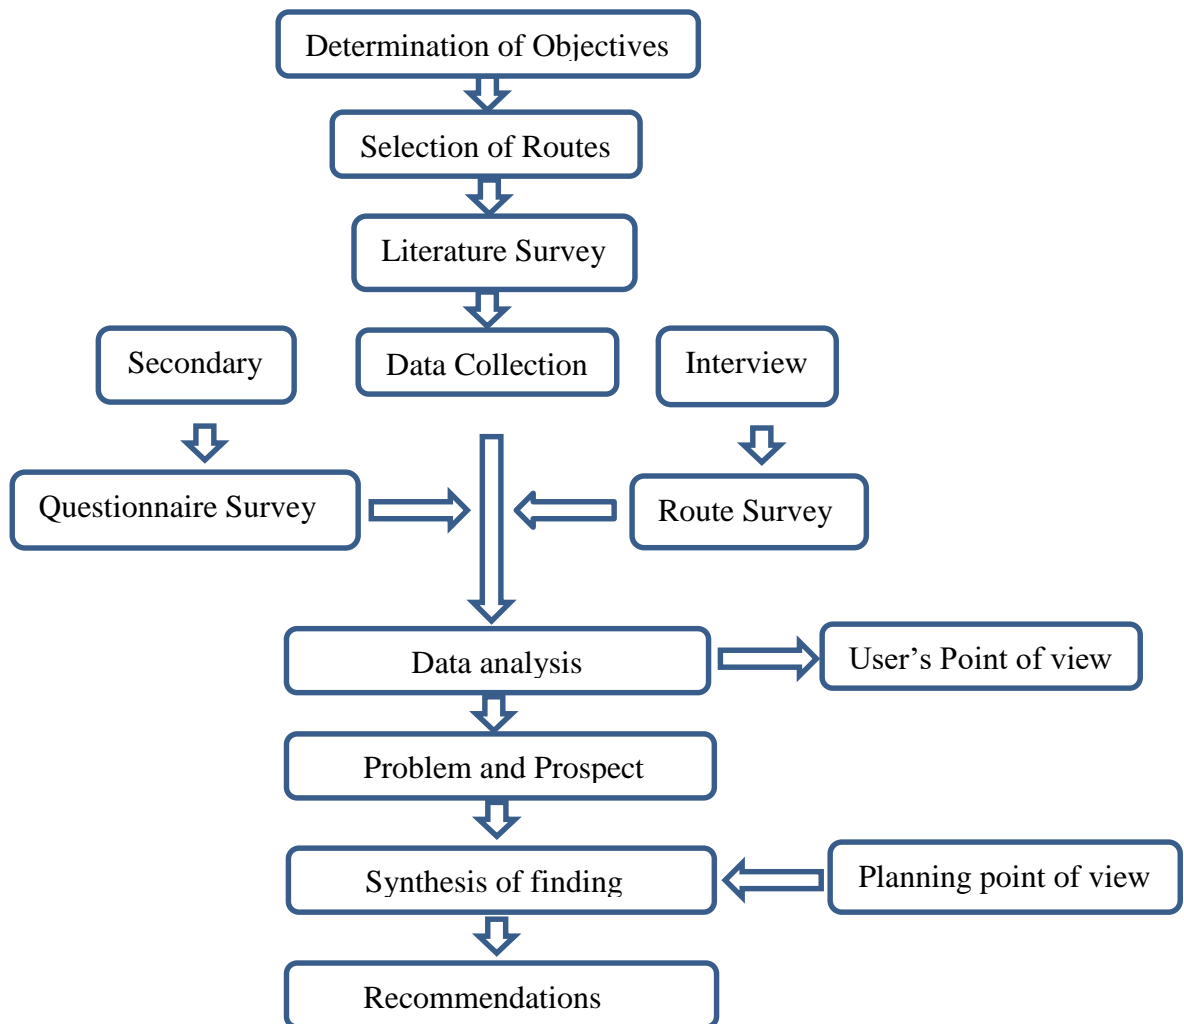 Determination of Objectives
Selection of Routes
Literature Survey
Secondary
Data Collection
Interview
Questionnaire Survey
Route Survey
Data analysis
User’s Point of view
Problem and Prospect
Synthesis of finding
Planning point of view
Recommendations